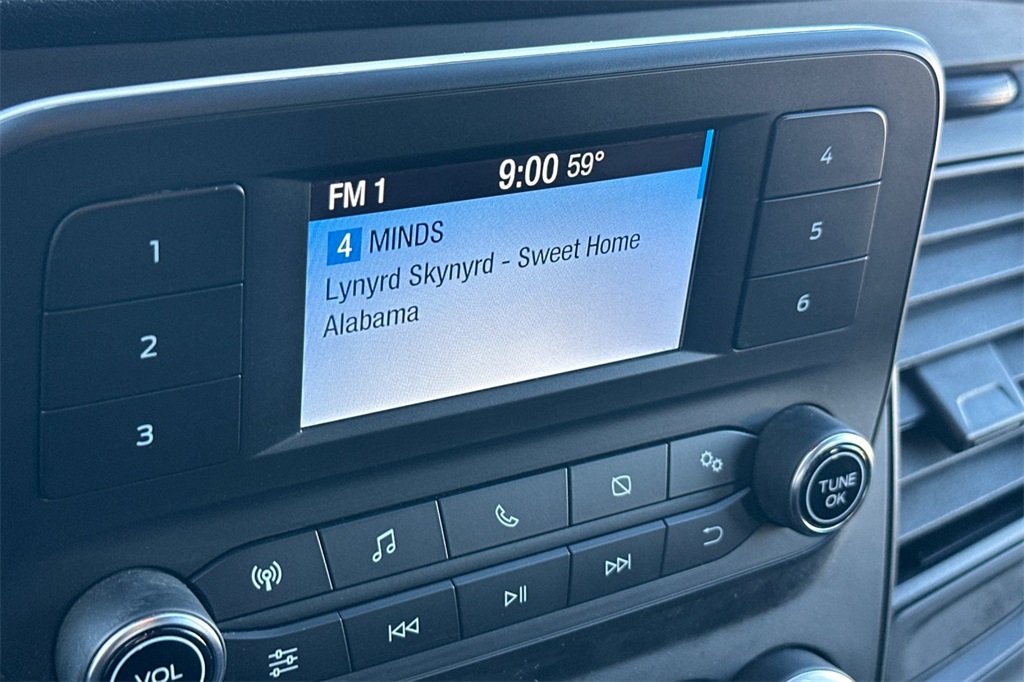 FM 1 9:00 59°
4 MINDS
Lynyrd Skynyrd - Sweet Home
Alabama
1
2
3
4
5
6
TUNE
OK
VOL